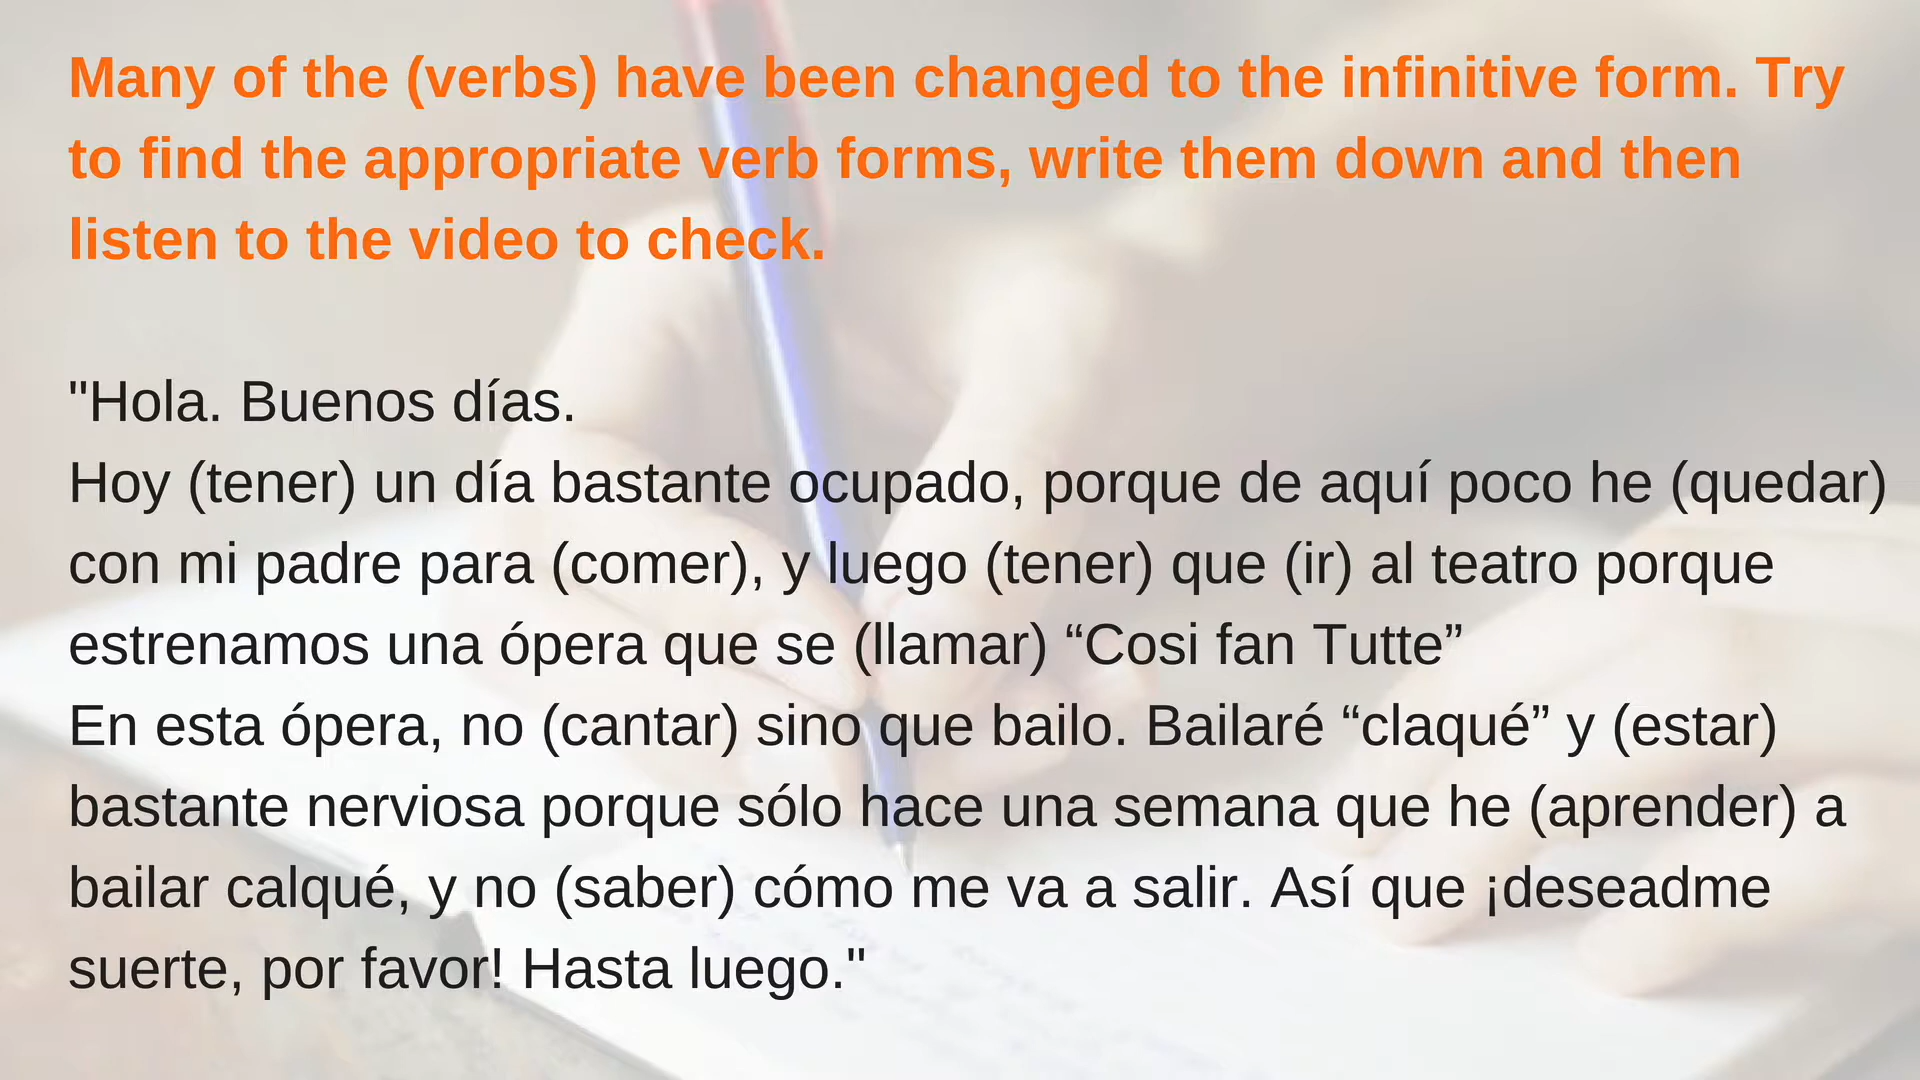 Many of the (verbs) have been changed to the infinitive form. Try
to find the appropriate verb forms, write them down and then
listen to the video to check.
"Hola. Buenos días.
Hoy (tener) un día bastante ocupado, porque de aquí poco he (quedar)
con mi padre para (comer), y luego (tener) que (ir) al teatro porque
estrenamos una ópera que se (llamar) “Cosi fan Tutte”
En esta ópera, no (cantar) sino que bailo. Bailaré “claqué” y (estar)
bastante nerviosa porque sólo hace una semana que he (aprender) a
bailar calqué, y no (saber) cómo me va a salir. Así que ¡deseadme
suerte, por favor! Hasta luego."